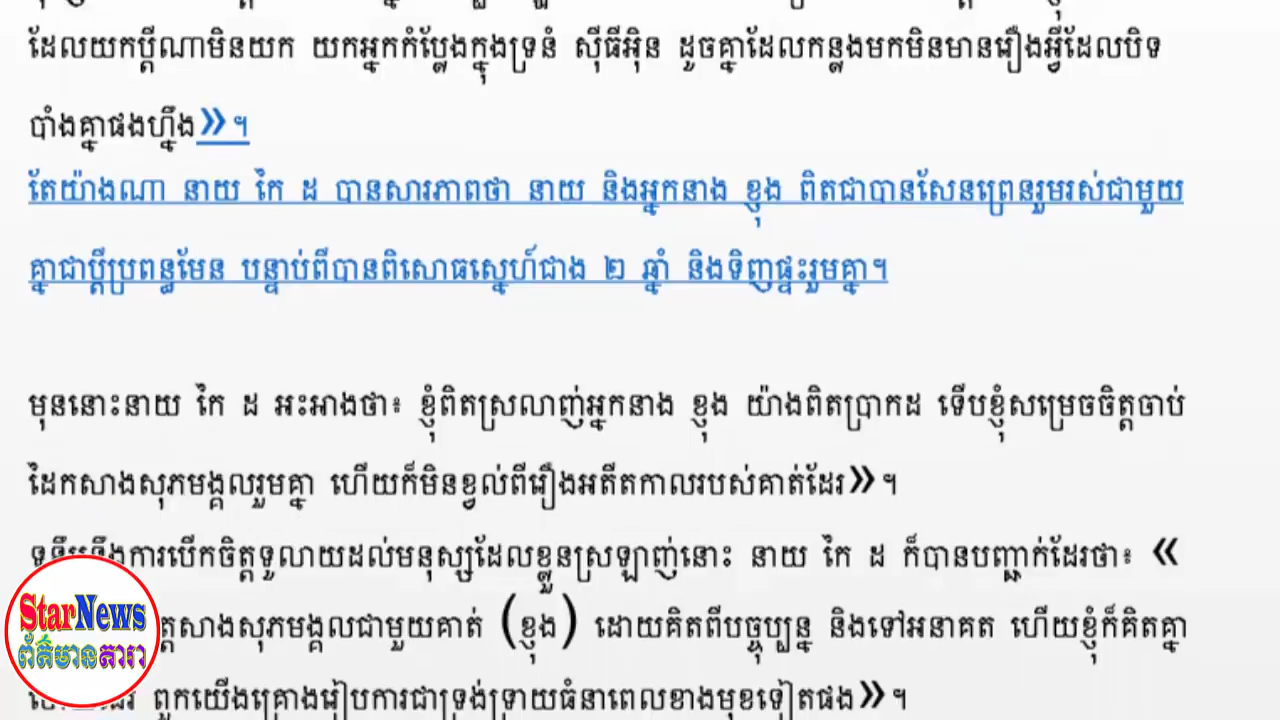 ដែលយកប្ដីណាមិនយក យកអ្នកកំប្លែងក្នុងទ្រនំ ស៊ីធីអ៊ិន ដូចគ្នាដែលកន្លងមកមិនមានរឿងអ្វីដែលបិទ
បាំងគ្នាផងហ្នឹង»។
តែយ៉ាងណា នាយ កៃ ដ បានសារភាពថា នាយ និងអ្នកនាង ខ្ញុង ពិតជាបានសែនព្រេនរួមរស់ជាមួយ
គ្នាជាប្ដីប្រពន្ធមែន បន្ទាប់ពីបានពិសោធស្នេហ៍ជាង ២ ឆ្នាំ និងទិញផ្ទះរួមគ្នា។
មុននោះនាយ កៃ ដ អះអាងថា៖ ខ្ញុំពិតស្រលាញ់អ្នកនាង ខ្ញុង យ៉ាងពិតប្រាកដ ទើបខ្ញុំសម្រេចចិត្តចាប់
ដៃកសាងសុភមង្គលរួមគ្នា ហើយក៏មិនខ្វល់ពីរឿងអតីតកាលរបស់គាត់ដែរ»។
ទទឹមនឹងការបើកចិត្តទូលាយដល់មនុស្សដែលខ្លួនស្រឡាញ់នោះ នាយ កៃ ដ ក៏បានបញ្ជាក់ដែរថា៖ «
StarNews
ព័ត៌មានតារា
សាងសុភមង្គលជាមួយគាត់ (ខ្ញុង) ដោយគិតពីបច្ចុប្បន្ន និងទៅអនាគត ហើយខ្ញុំក៏គិតគ្នា
ពួកយើងគ្រោងរៀបការជាទ្រង់ទ្រាយធំនាពេលខាងមុខទៀតផង»។